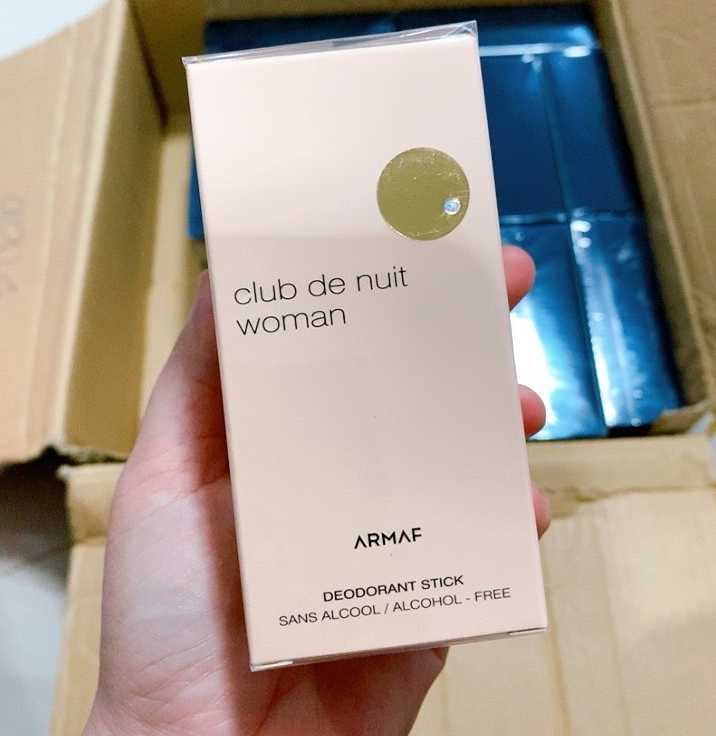 club de nuit
woman
ARMAF
DEODORANT STICK
SANS ALCOOL / ALCOHOL - FREE